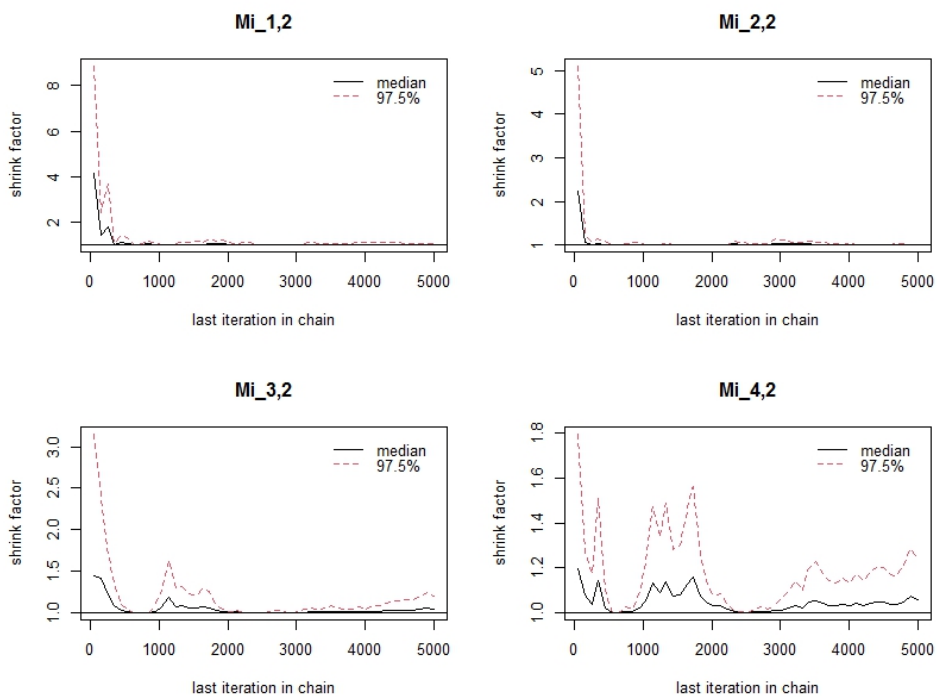 Mi_1,2
shrink factor
8
6
4
2
median
97.5%
0 1000 2000 3000 4000 5000
last iteration in chain
Mi_2,2
shrink factor
5
4
3
2
1
median
97.5%
0 1000 2000 3000 4000 5000
last iteration in chain
Mi_3,2
shrink factor
3.0
2.5
2.0
1.5
1.0
median
97.5%
0 1000 2000 3000 4000 5000
last iteration in chain
Mi_4,2
shrink factor
1.8
1.6
1.4
1.2
1.0
median
97.5%
0 1000 2000 3000 4000 5000
last iteration in chain